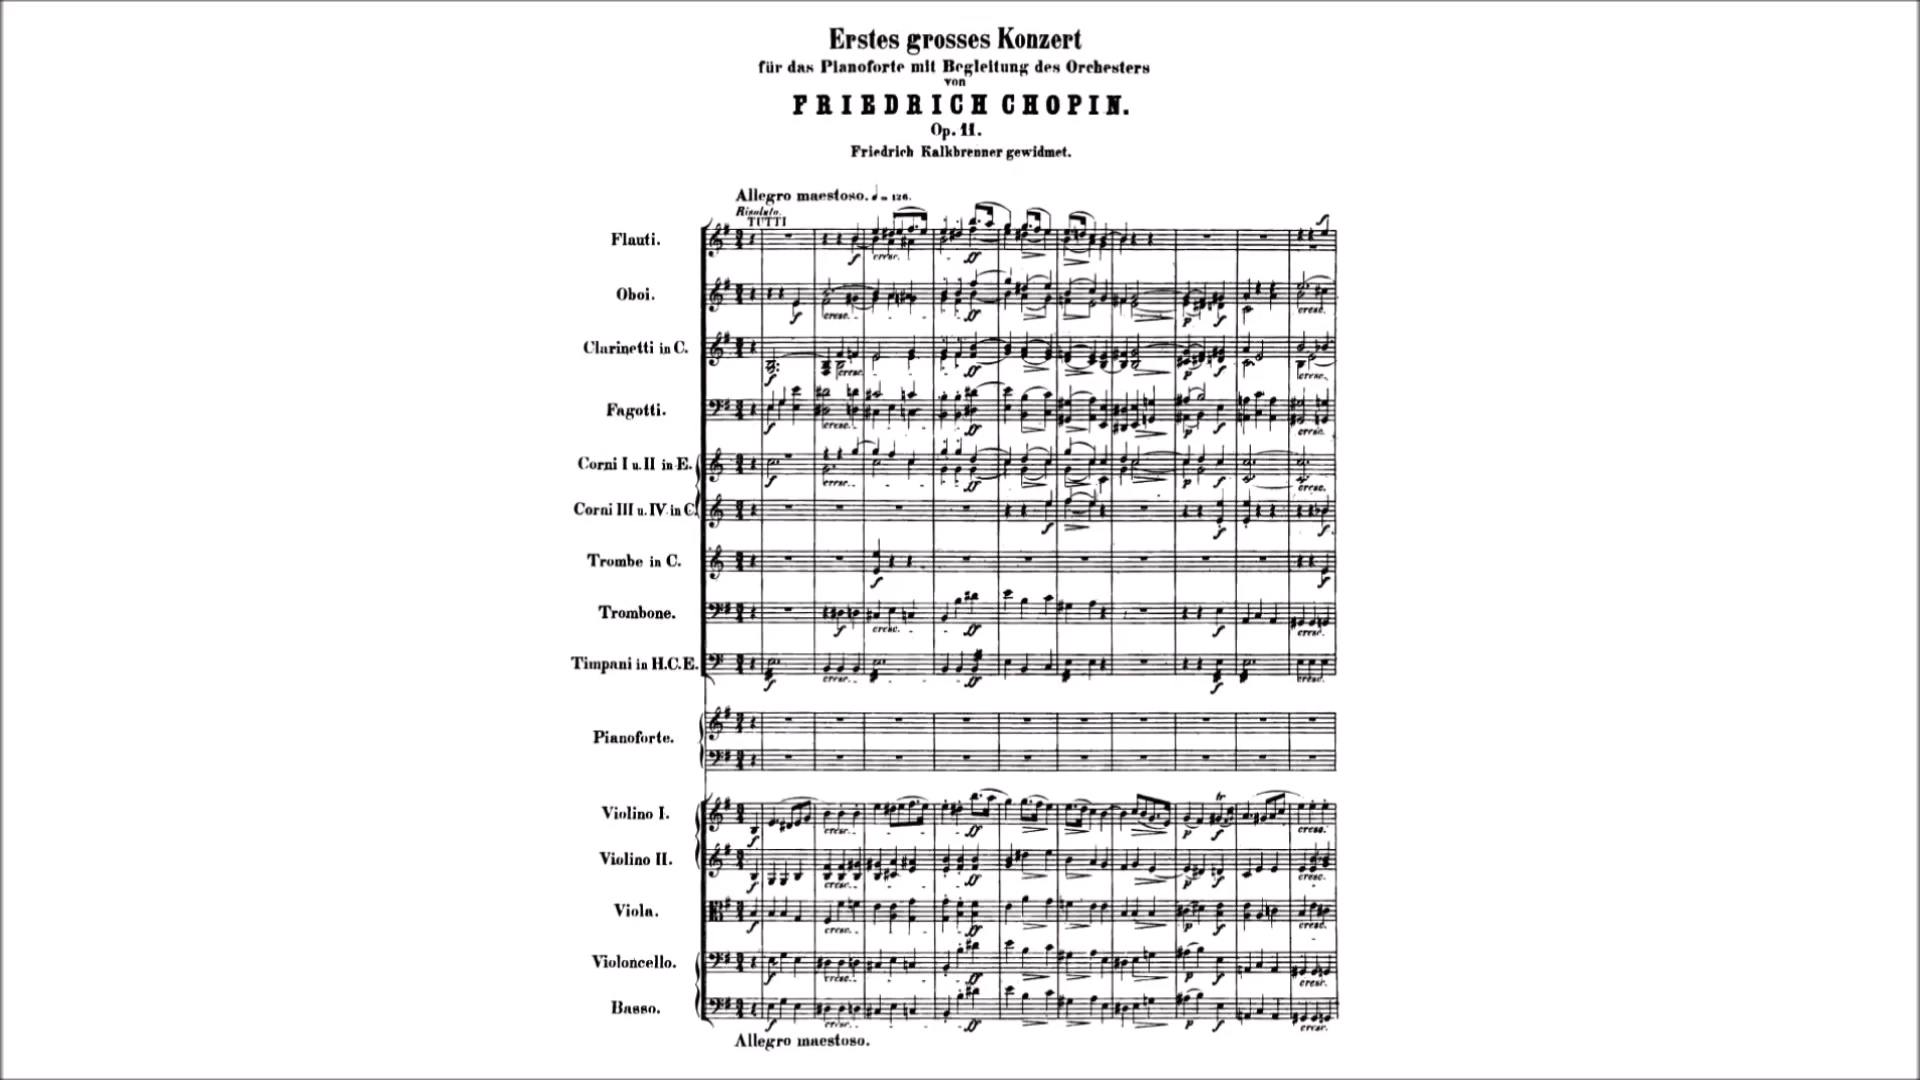 Erstes grosses Konzert
für das Pianoforte mit Begleitung des Orchesters
von
FRIEDRICH CHOPIN.
Op. 11.
Friedrich Kalkbrenner gewidmet.
Allegro maestoso. ♩ = 126.
Risoluto.
TUTTI
Flauti.
Oboi.
Clarinetti in C.
Fagotti.
Corni I u. II in E.
Corni III u. IV in C.
Trombe in C.
Trombone.
Timpani in H.C.E.
Pianoforte.
Violino I.
Violino II.
Viola.
Violoncello.
Basso.
Allegro maestoso.